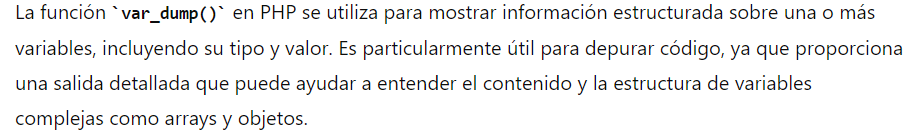 La función `var_dump()` en PHP se utiliza para mostrar información estructurada sobre una o más
variables, incluyendo su tipo y valor. Es particularmente útil para depurar código, ya que proporciona
una salida detallada que puede ayudar a entender el contenido y la estructura de variables
complejas como arrays y objetos.